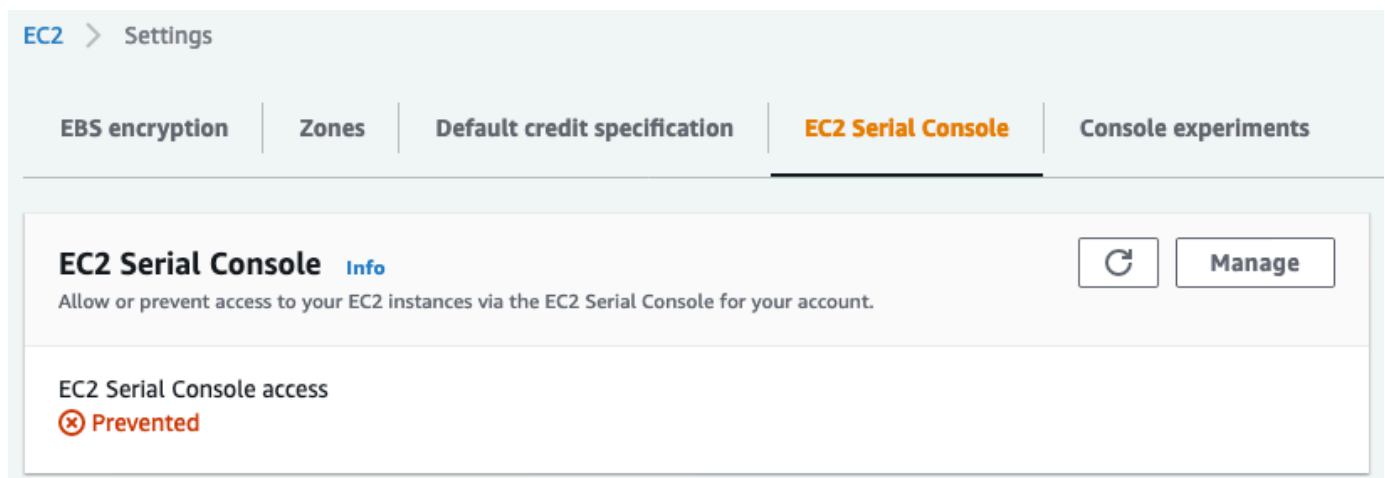 EC2 > Settings
EBS encryption Zones Default credit specification EC2 Serial Console Console experiments
EC2 Serial Console Info
Manage
Allow or prevent access to your EC2 instances via the EC2 Serial Console for your account.
EC2 Serial Console access
Prevented